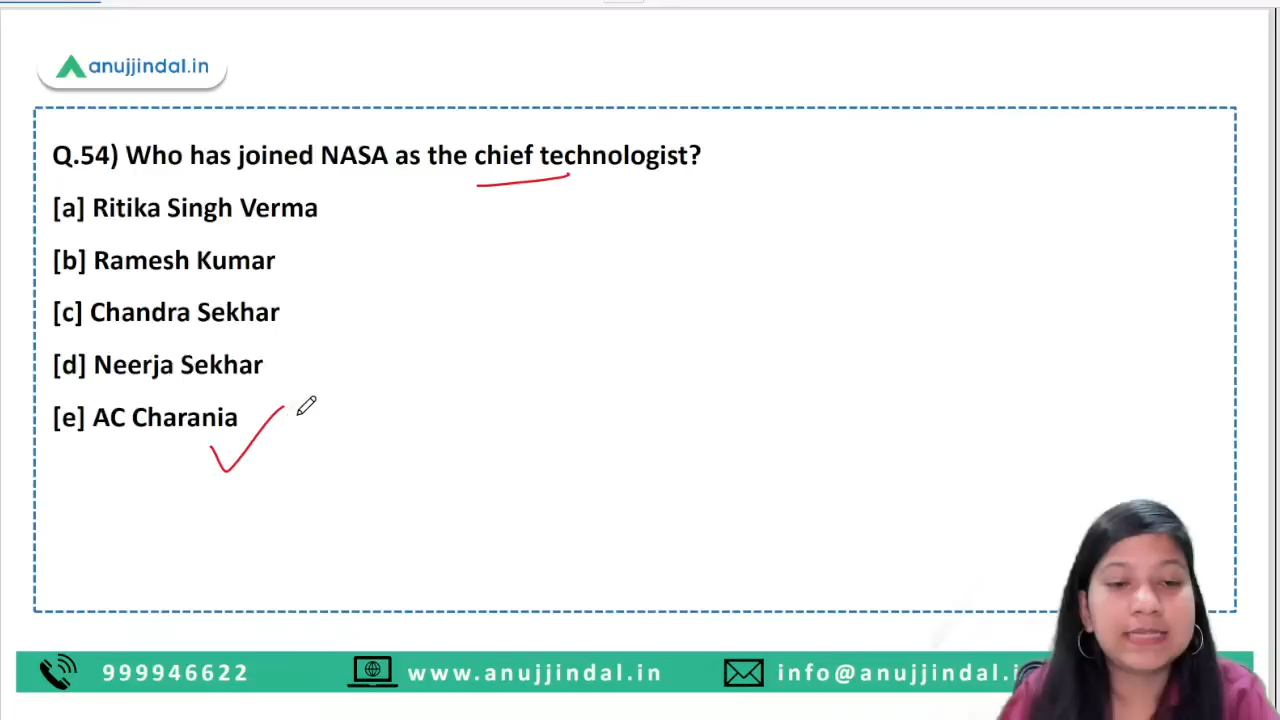 anujjindal.in
Q.54) Who has joined NASA as the chief technologist?
[a] Ritika Singh Verma
[b] Ramesh Kumar
[c] Chandra Sekhar
[d] Neerja Sekhar
[e] AC Charania
999946622 www.anujjindal.in info@anujjindal.i